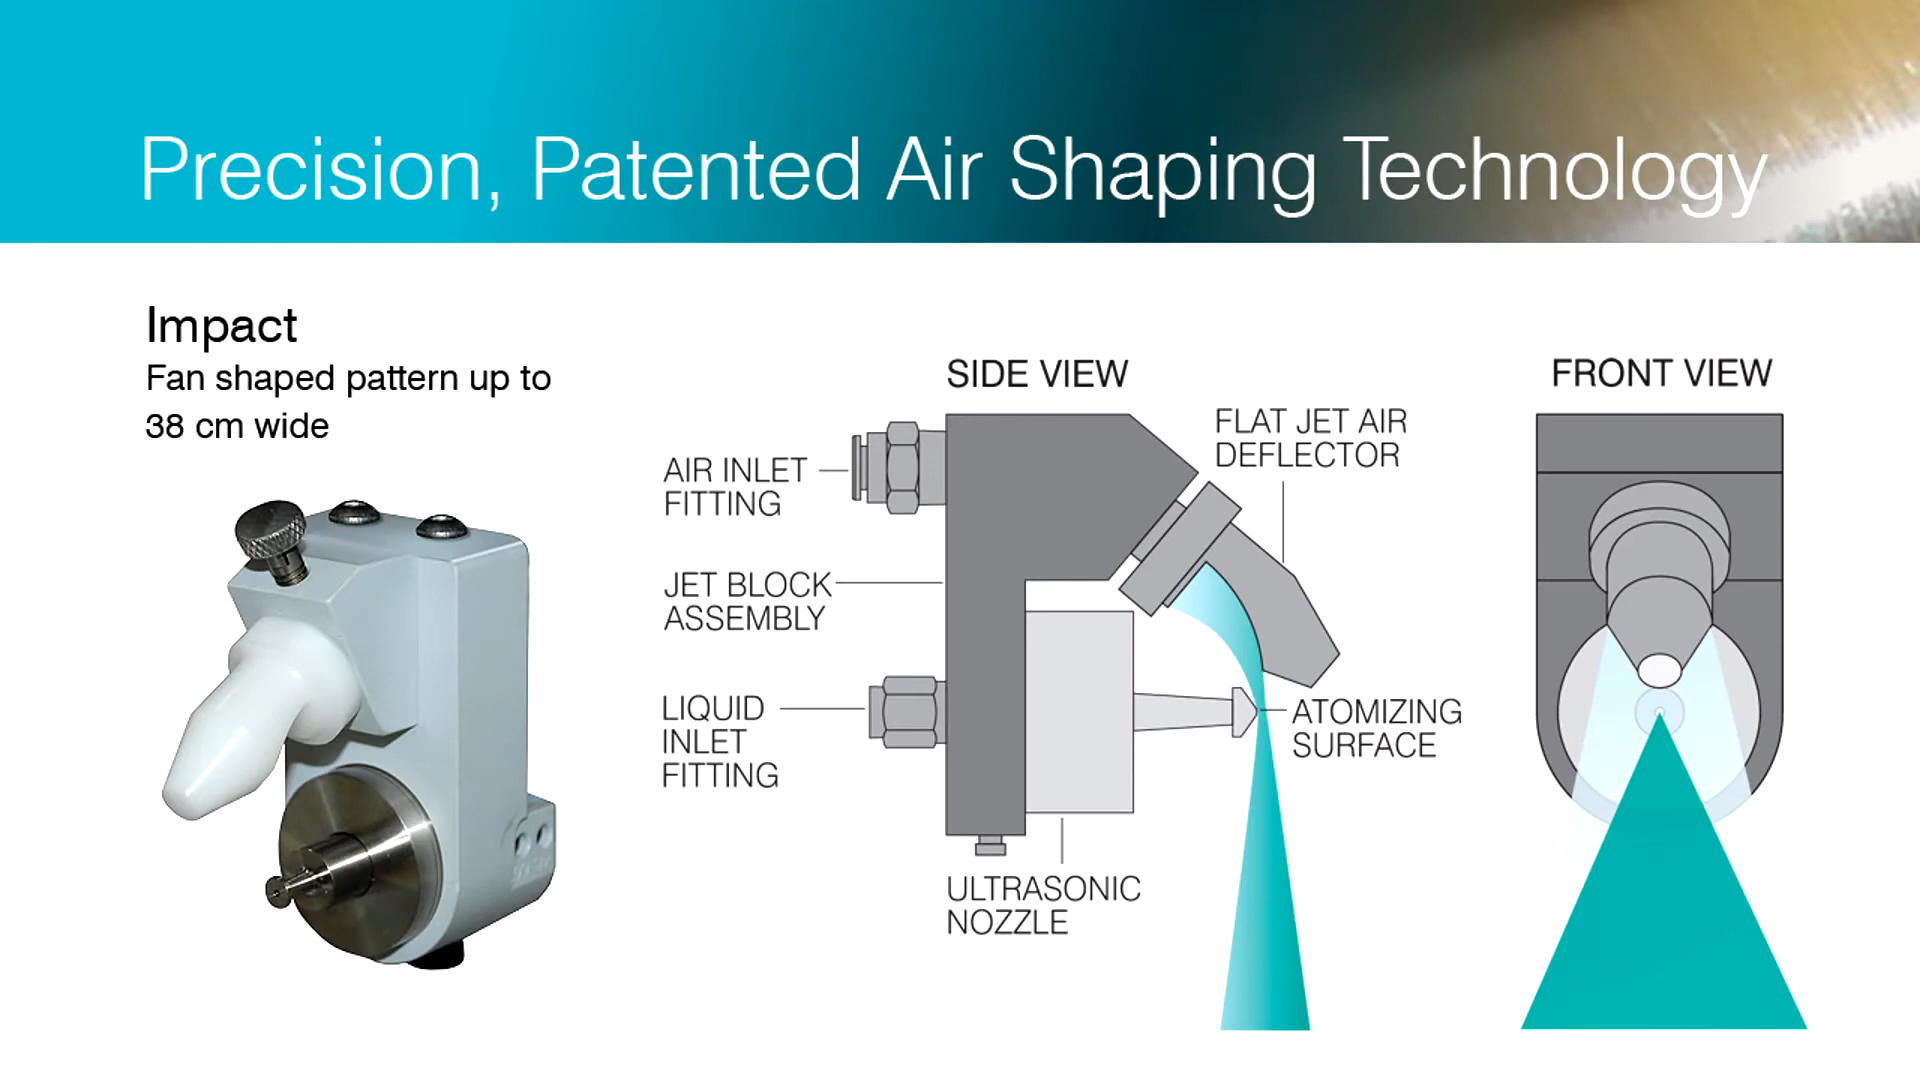 Precision, Patented Air Shaping Technology
Impact
Fan shaped pattern up to
38 cm wide
SIDE VIEW
AIR INLET
FITTING
FLAT JET AIR
DEFLECTOR
JET BLOCK
ASSEMBLY
LIQUID
INLET
FITTING
ATOMIZING
SURFACE
ULTRASONIC
NOZZLE
FRONT VIEW